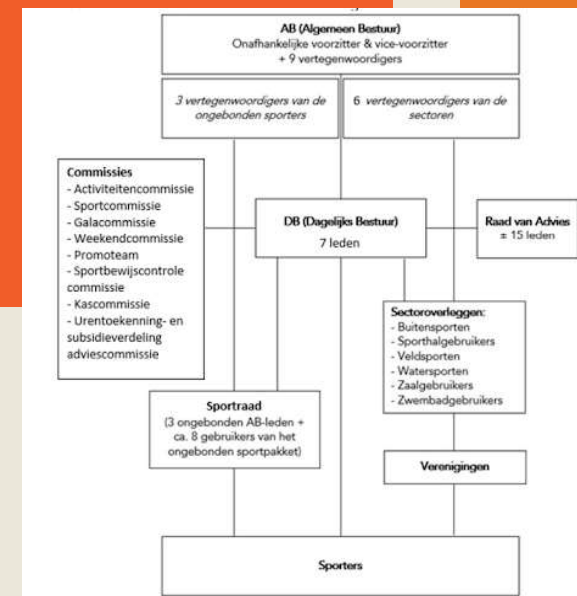 AB (Algemeen Bestuur)
Onafhankelijke voorzitter & vice-voorzitter
+ 9 vertegenwoordigers
3 vertegenwoordigers van de
ongebonden sporters
6 vertegenwoordigers van de
sectoren
Commissies
- Activiteitencommissie
- Sportcommissie
- Galacommissie
- Weekendcommissie
- Promoteam
- Sportbewijscontrole
commissie
- Kascommissie
- Urentoekenning- en
subsidieverdeling
adviescommissie
DB (Dagelijks Bestuur)
7 leden
Raad van Advies
± 15 leden
Sectoroverleggen:
- Buitensporten
- Sporthalgebruikers
- Veldsporten
- Watersporten
- Zaalgebruikers
- Zwembadgebruikers
Sportraad
(3 ongebonden AB-leden +
ca. 8 gebruikers van het
ongebonden sportpakket)
Verenigingen
Sporters